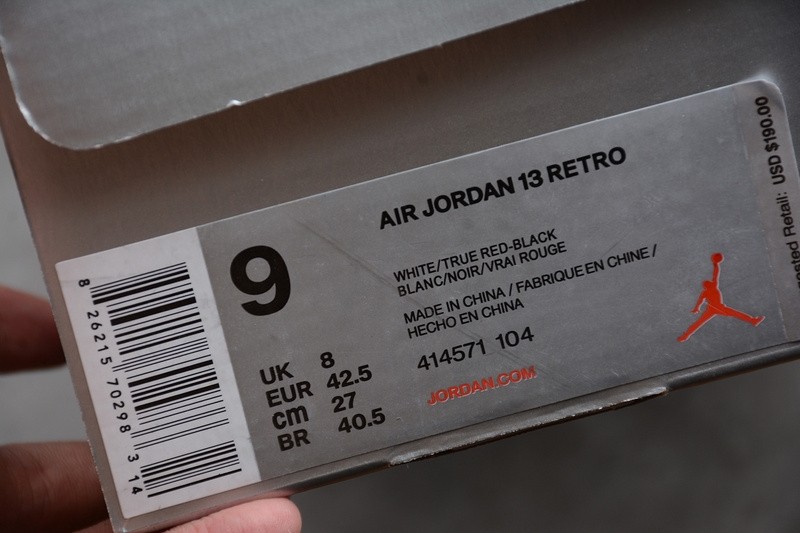 AIR JORDAN 13 RETRO
9
WHITE/TRUE RED-BLACK
BLANC/NOIR/VRAI ROUGE
MADE IN CHINA / FABRIQUE EN CHINE /
HECHO EN CHINA
414571 104
JORDAN.COM
UK 8
EUR 42.5
cm 27
BR 40.5
8 26215 70298 3 14
Retail: USD $190.00